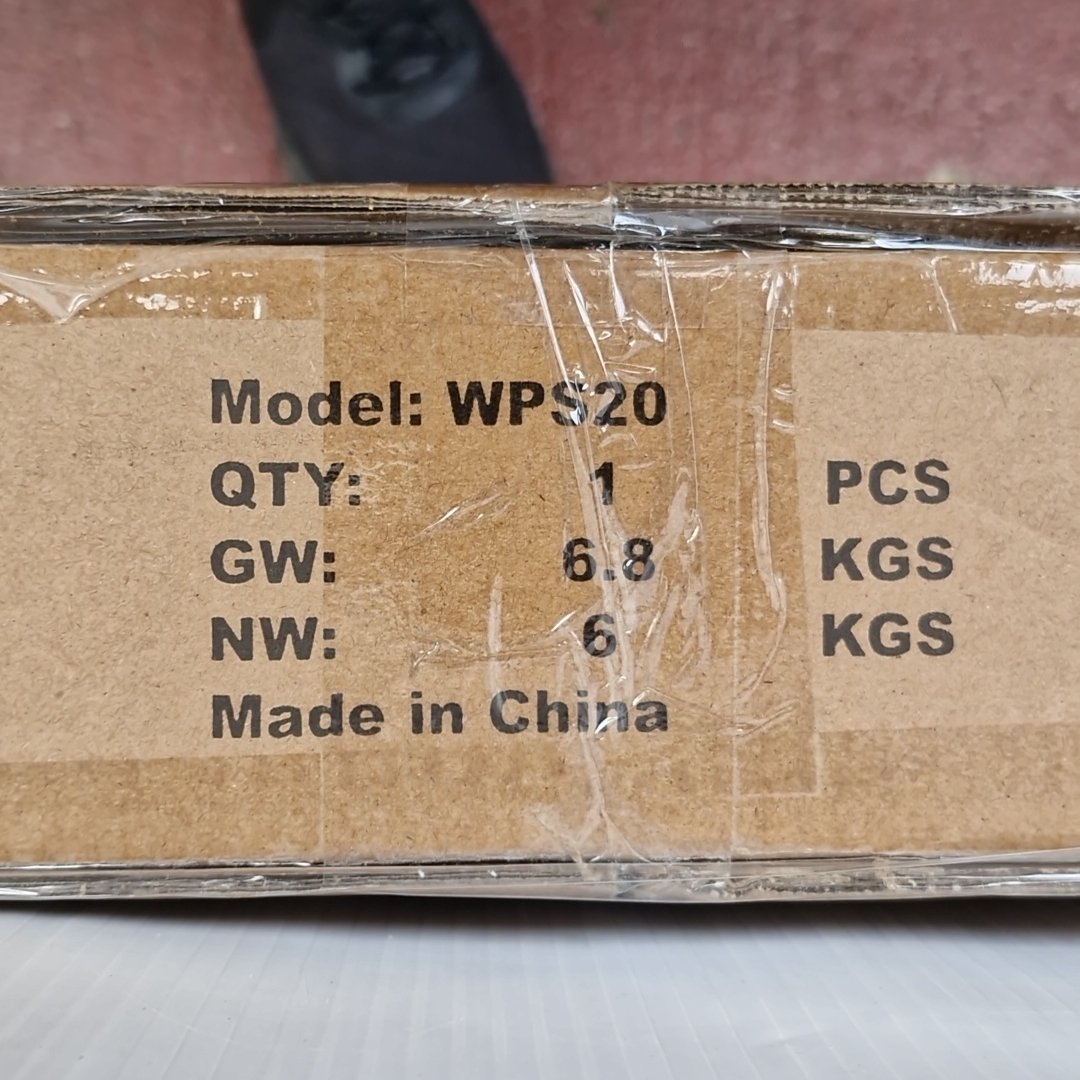 Model: WPS20
QTY: 1 PCS
GW: 6.8 KGS
NW: 6 KGS
Made in China